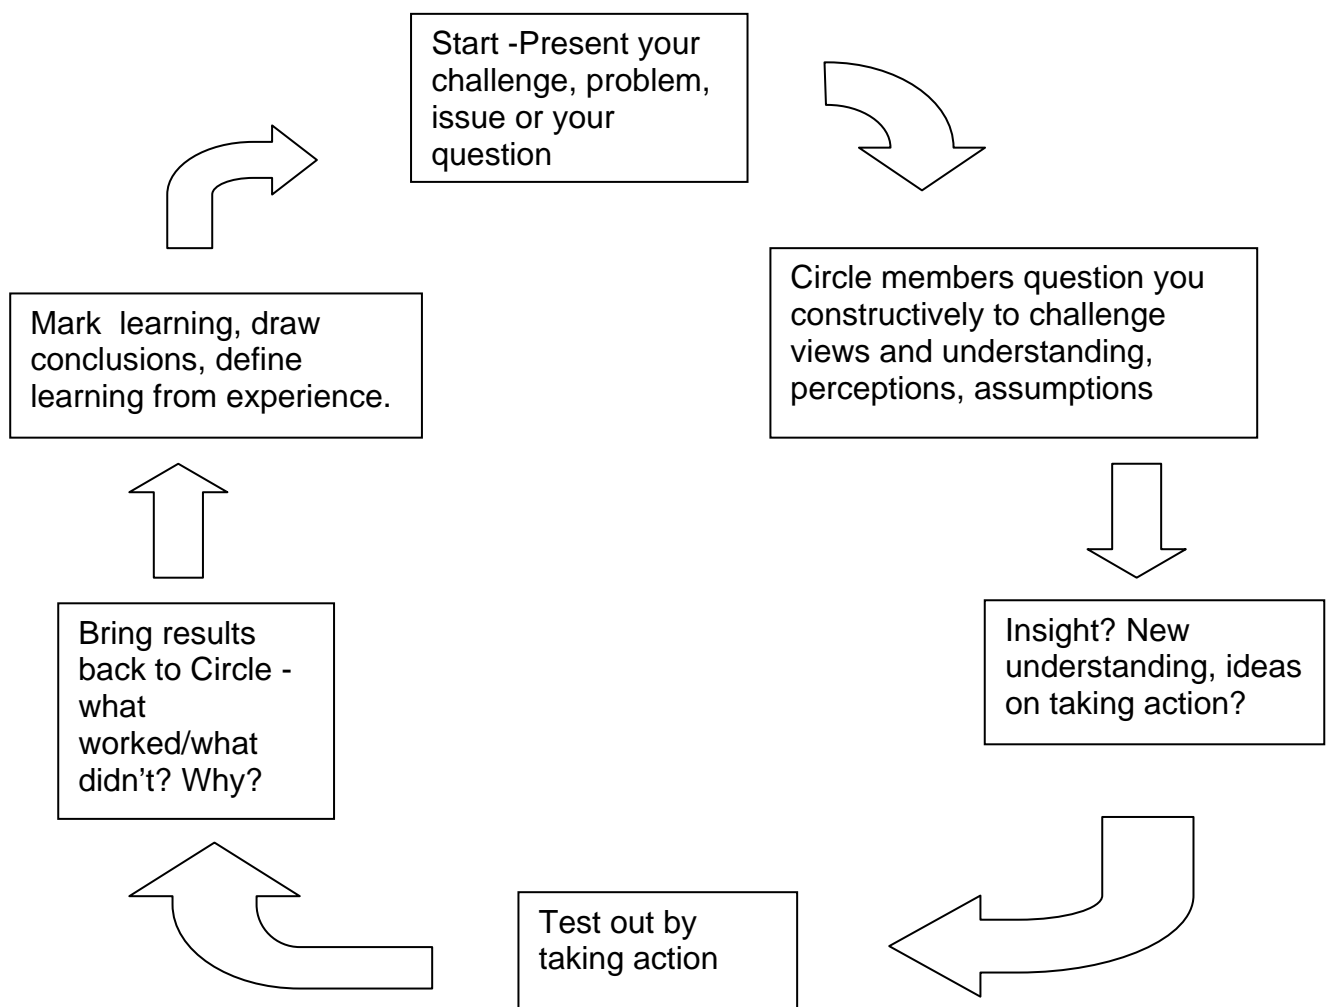 Start -Present your
challenge, problem,
issue or your
question
Circle members question you
constructively to challenge
views and understanding,
perceptions, assumptions
Insight? New
understanding, ideas
on taking action?
Test out by
taking action
Bring results
back to Circle -
what
worked/what
didn’t? Why?
Mark  learning, draw
conclusions, define
learning from experience.